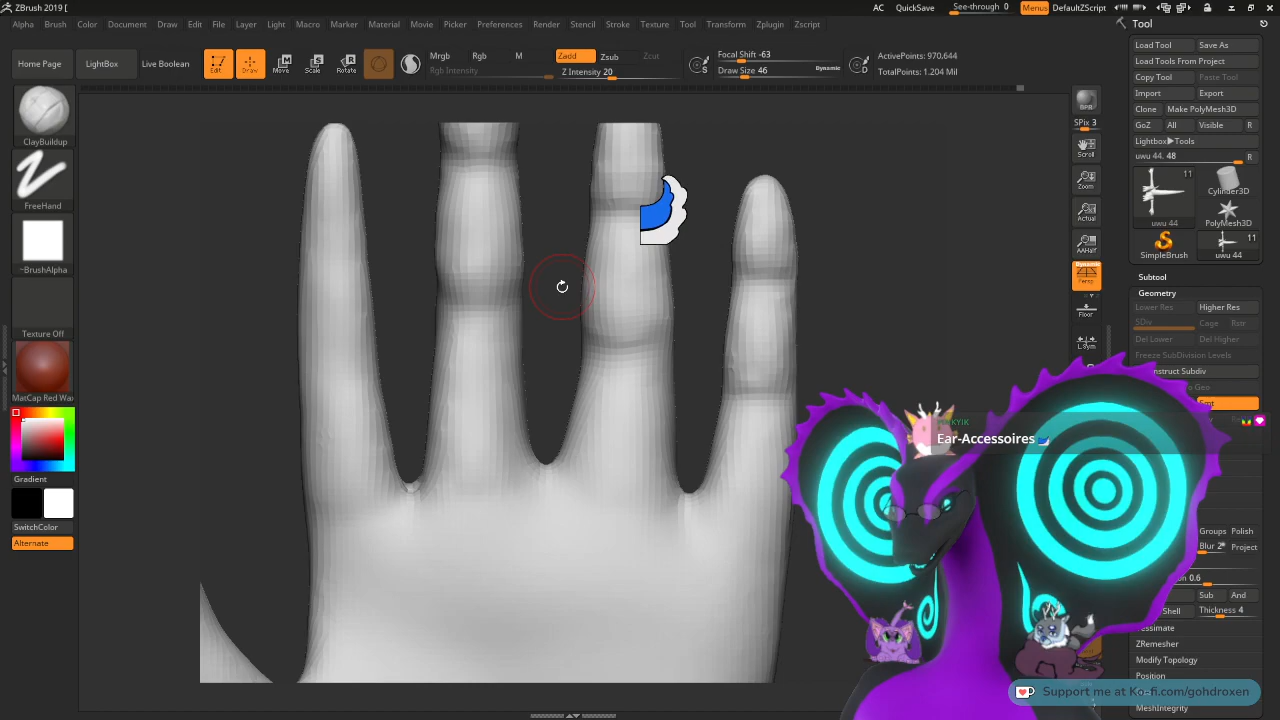 ZBrush 2019 [
AC QuickSave See-through 0 Menus DefaultZScript
Alpha Brush Color Document Draw Edit File Layer Light Macro Marker Material Movie Picker Preferences Render Stencil Stroke Texture Tool Transform Zplugin Zscript
Tool
Home Page LightBox Live Boolean
Edit Draw Move Scale Rotate
Mrgb Rgb M
Rgb Intensity
Zadd Zsub Zcut
Z Intensity 20
Focal Shift -63
Draw Size 46 Dynamic
S
D
ActivePoints: 970,644
TotalPoints: 1.204 Mil
Load Tool Save As
Load Tools From Project
Copy Tool Paste Tool
Import Export
Clone Make PolyMesh3D
GoZ All Visible R
Lightbox▶Tools
uwu 44. 48 R
11
Cylinder3D
uwu 44
PolyMesh3D
SimpleBrush
11
uwu 44
Subtool
Geometry
Lower Res Higher Res
SDiv Cage Rstr
Del Lower Del Higher
Freeze SubDivision Levels
construct Subdiv
Smt
Groups Polish
Project
Sub And
Shell Thickness 4
ZRemesher
Modify Topology
Position
MeshIntegrity
BPR
SPix 3
Scroll
Zoom
Actual
AAHalf
Dynamic
Persp
Floor
L.Sym
ClayBuildup
FreeHand
~BrushAlpha
Texture Off
MatCap Red Wax
Gradient
SwitchColor
Alternate
Ear-Accessoires
Support me at Ko-fi.com/gohdroxen